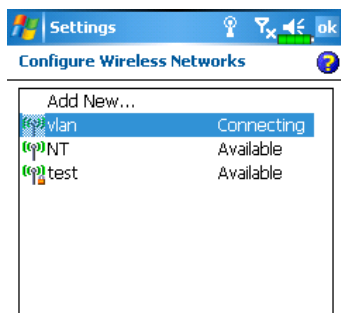 Settings ok
Configure Wireless Networks
Add New...
vlan Connecting
NT Available
test Available